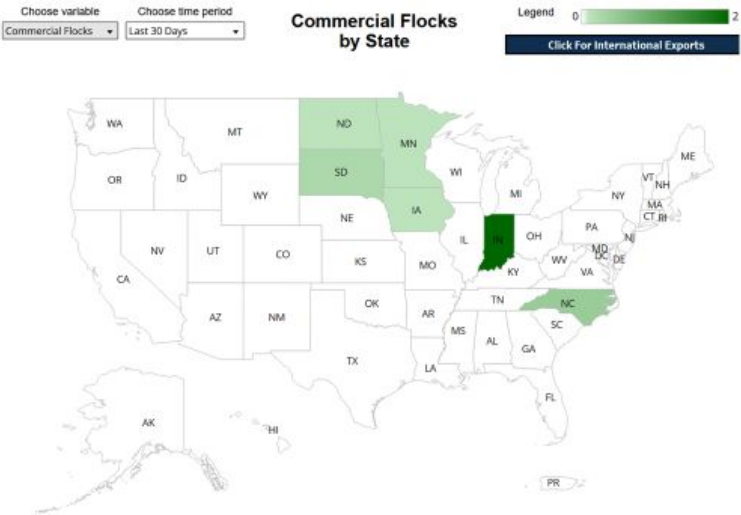 Choose variable
Choose time period
Commercial Flocks
Last 30 Days
Commercial Flocks
by State
Legend
0
2
Click For International Exports
WA
MT
ND
MN
ME
OR
ID
SD
WI
VT
NH
WY
MI
NY
MA
CT
RI
IA
NE
PA
NJ
NV
UT
CO
IL
IN
OH
MD
DC
DE
WV
CA
KS
MO
KY
VA
AZ
NM
OK
AR
TN
NC
MS
AL
GA
SC
TX
LA
FL
AK
HI
PR